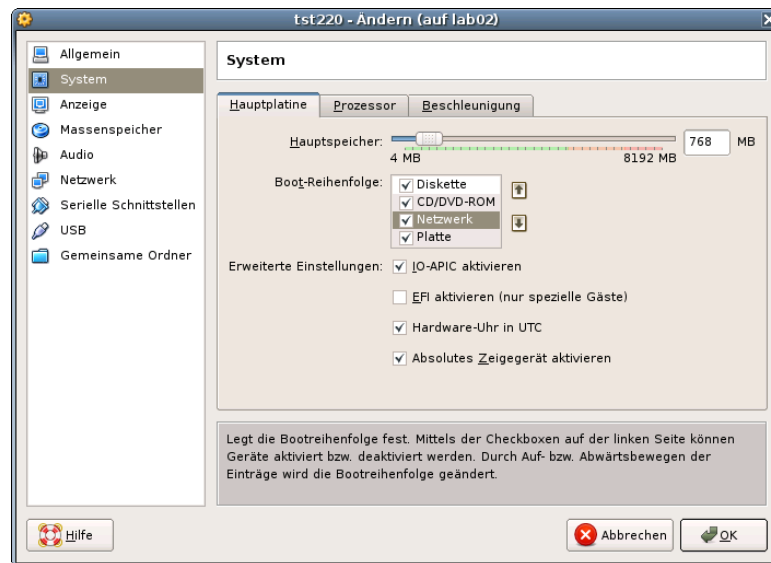 tst220 - Ändern (auf lab02)
Allgemein
System
Anzeige
Massenspeicher
Audio
Netzwerk
Serielle Schnittstellen
USB
Gemeinsame Ordner
System
Hauptplatine Prozessor Beschleunigung
Hauptspeicher: 768 MB
4 MB 8192 MB
Boot-Reihenfolge: Diskette
CD/DVD-ROM
Netzwerk
Platte
Erweiterte Einstellungen: IO-APIC aktivieren
EFI aktivieren (nur spezielle Gäste)
Hardware-Uhr in UTC
Absolutes Zeigegerät aktivieren
Legt die Bootreihenfolge fest. Mittels der Checkboxen auf der linken Seite können
Geräte aktiviert bzw. deaktiviert werden. Durch Auf- bzw. Abwärtsbewegen der
Einträge wird die Bootreihenfolge geändert.
Hilfe Abbrechen OK